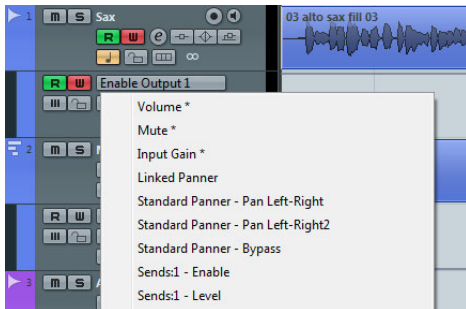 1 m S Sax
R W e
03 alto sax fill 03
R W Enable Output 1
Volume *
Mute *
Input Gain *
Linked Panner
2 m S
Standard Panner - Pan Left-Right
Standard Panner - Pan Left-Right2
R W
Standard Panner - Bypass
Sends:1 - Enable
3 m S
Sends:1 - Level